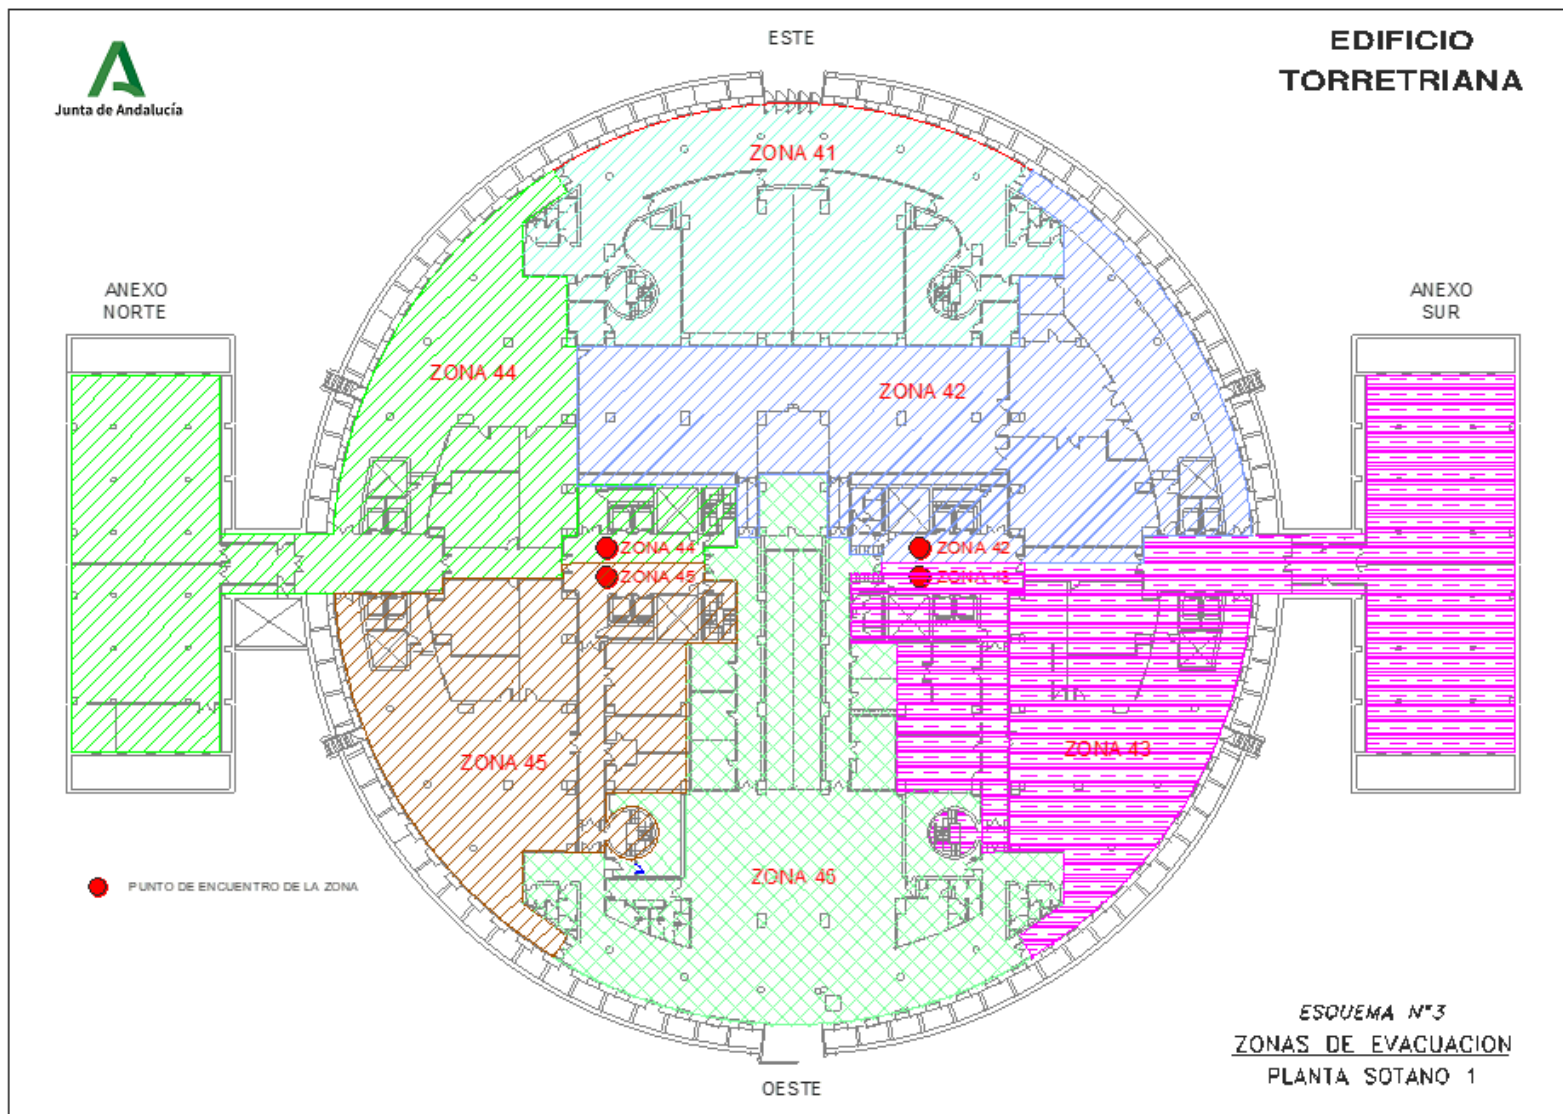 ESTE
EDIFICIO
TORRETRIANA
Junta de Andalucía
ZONA 41
ANEXO
NORTE
ANEXO
SUR
ZONA 44
ZONA 42
ZONA 44
ZONA 42
ZONA 45
ZONA 43
ZONA 45
ZONA 43
ZONA 46
PUNTO DE ENCUENTRO DE LA ZONA
ESQUEMA Nº3
ZONAS DE EVACUACION
PLANTA SOTANO 1
OESTE